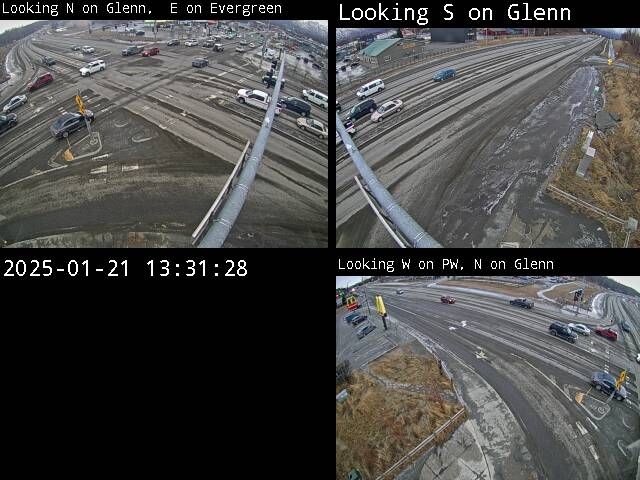 Looking N on Glenn,  E on Evergreen
Looking S on Glenn
2025-01-21 13:31:28
Looking W on PW, N on Glenn